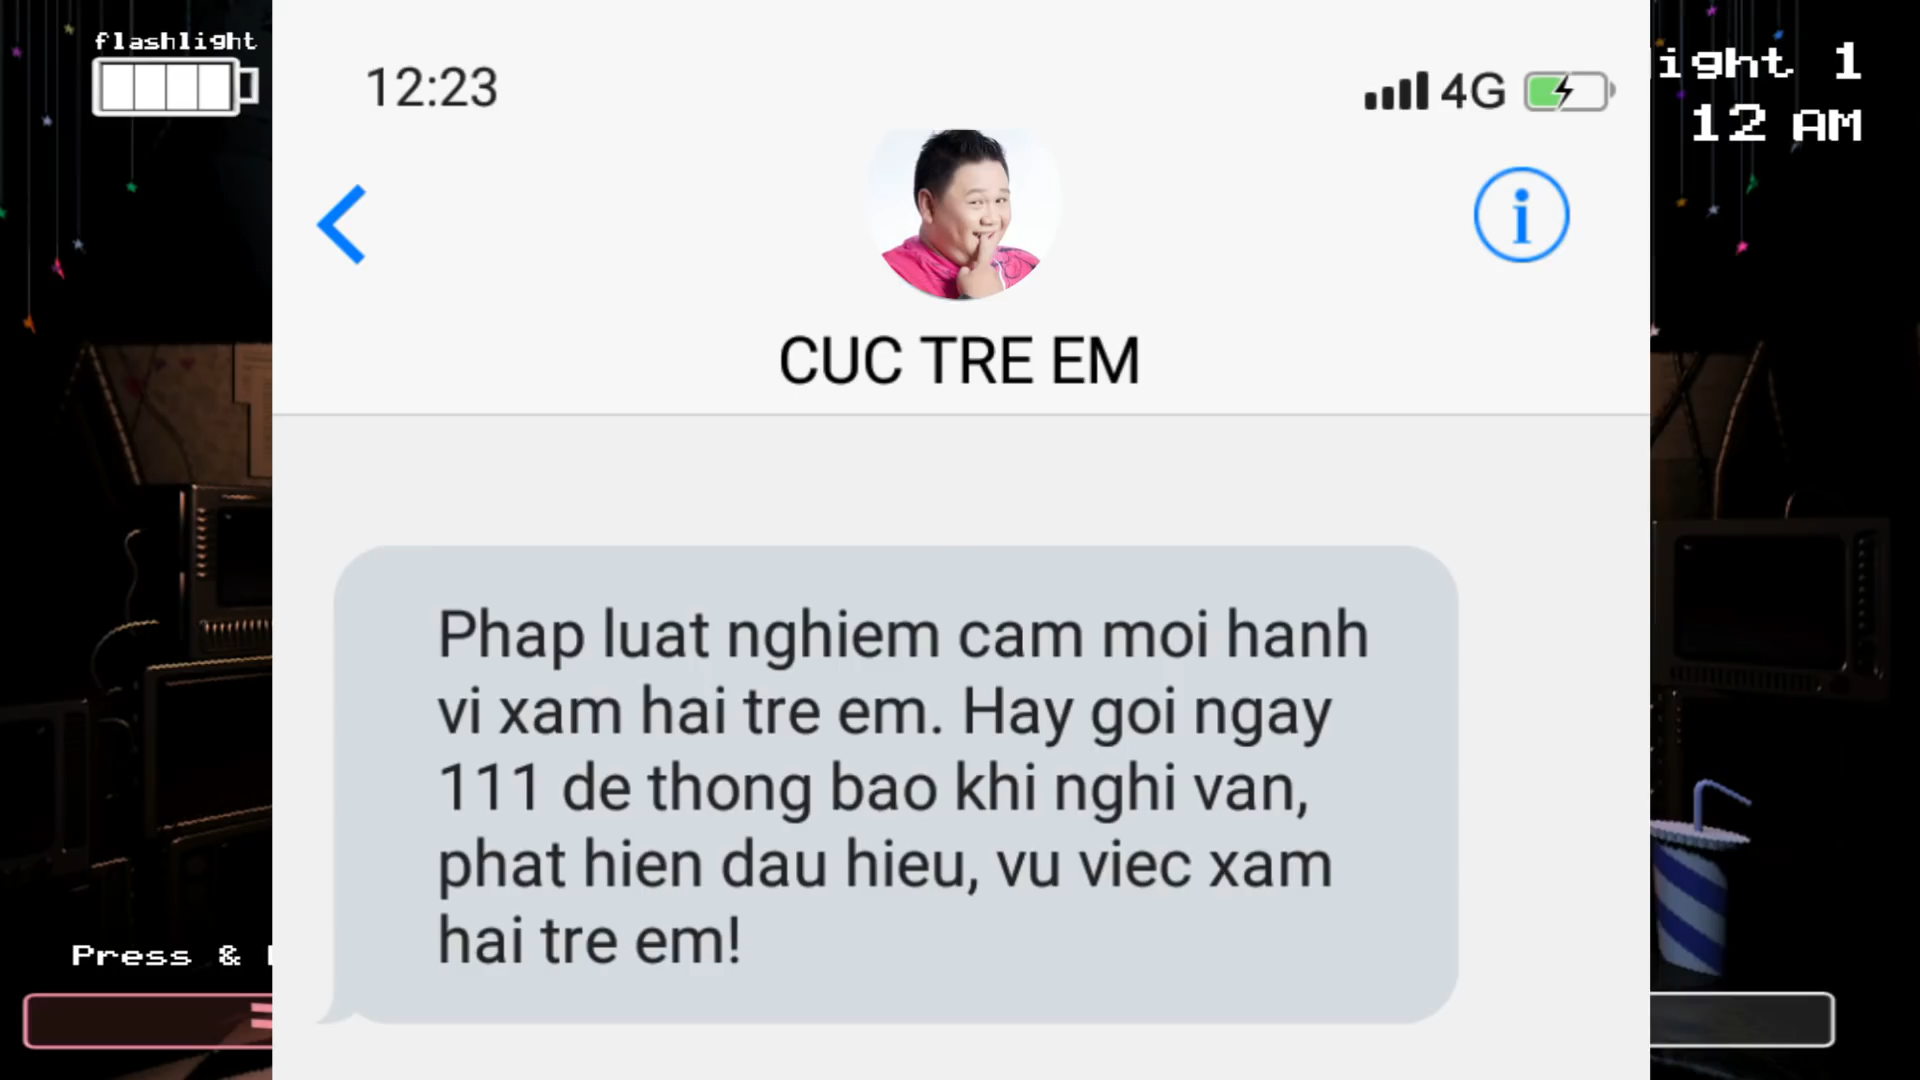 flashlight
12:23
4G
ight 1
12 AM
i
CUC TRE EM
Phap luat nghiem cam moi hanh
vi xam hai tre em. Hay goi ngay
111 de thong bao khi nghi van,
phat hien dau hieu, vu viec xam
hai tre em!
Press &